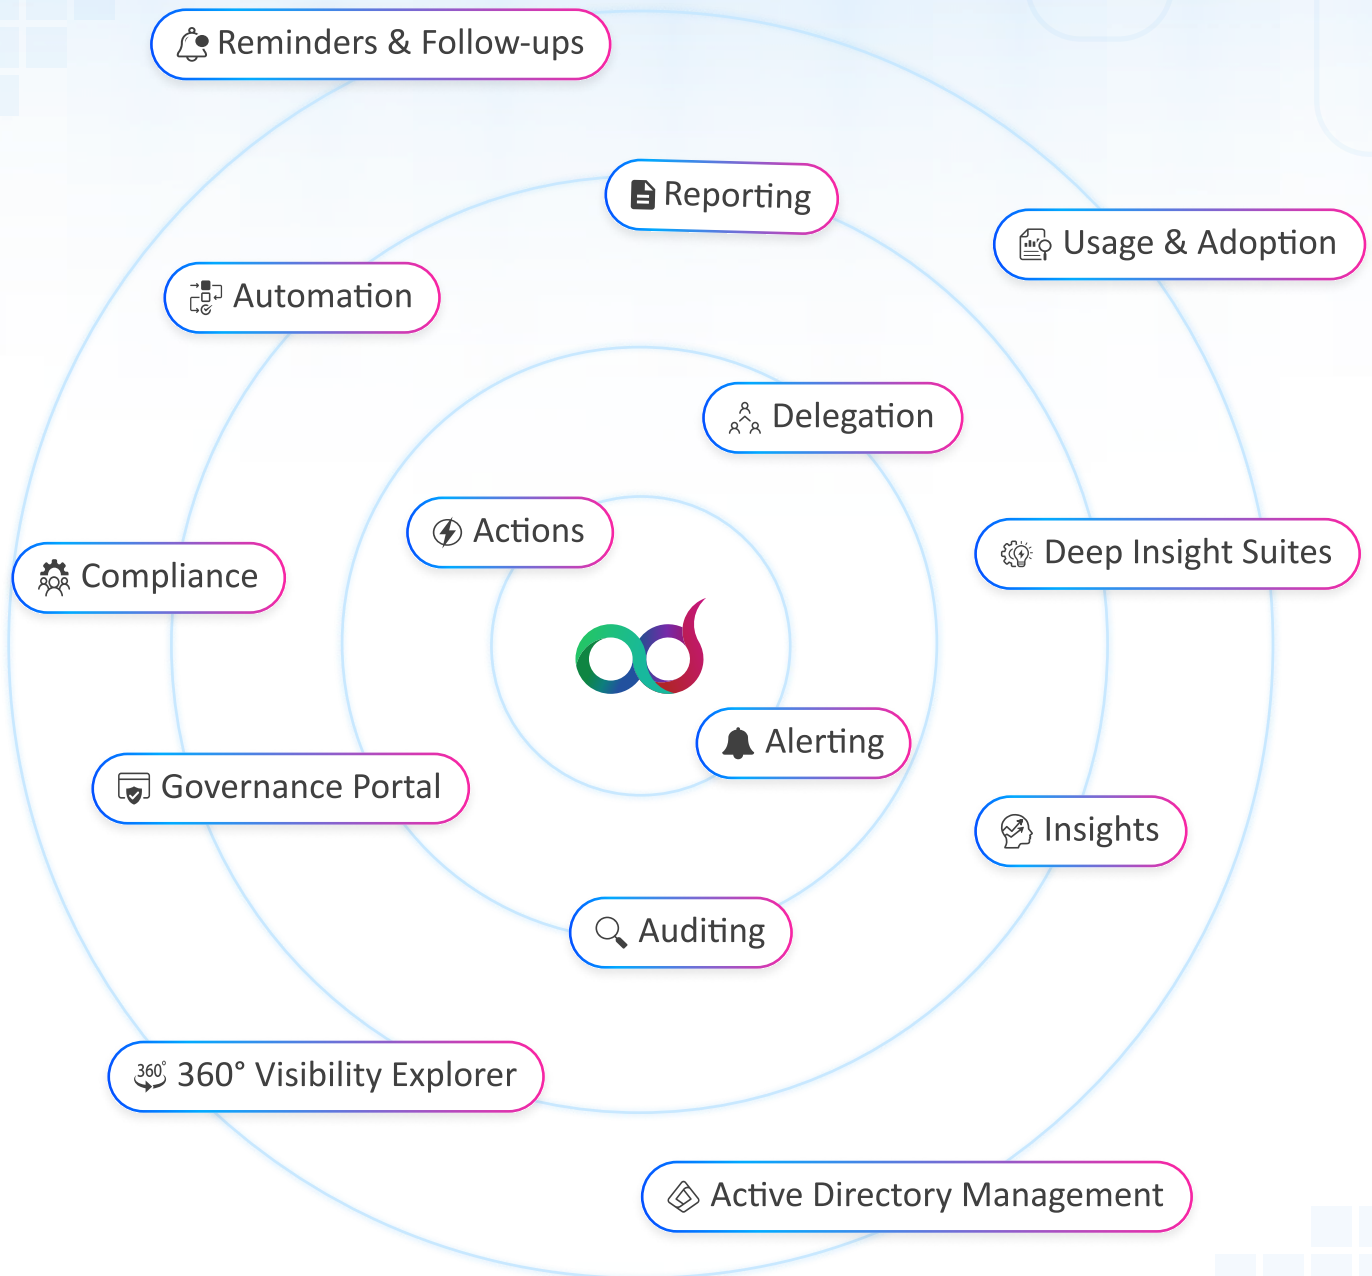 Reminders & Follow-ups
Reporting
Usage & Adoption
Automation
Delegation
Actions
Deep Insight Suites
Compliance
Alerting
Governance Portal
Insights
Auditing
360° 360° Visibility Explorer
Active Directory Management